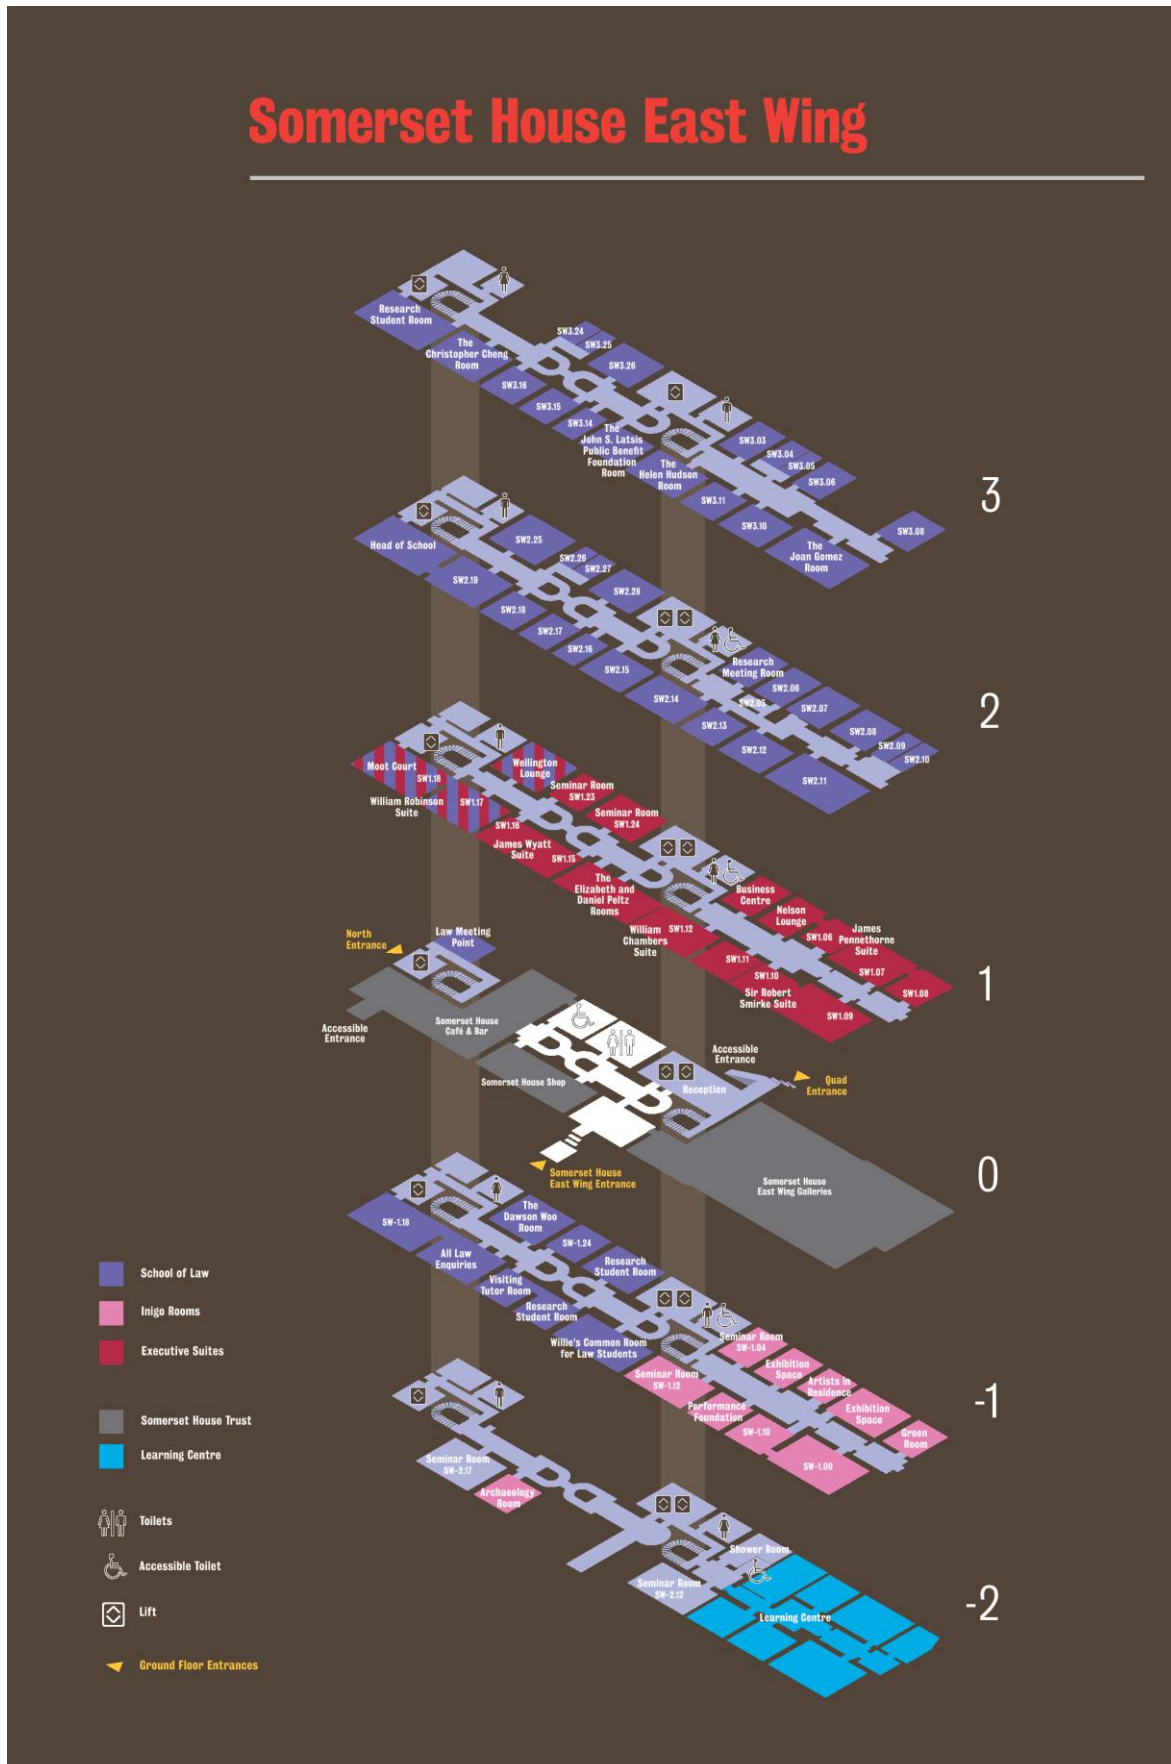 Somerset House East Wing
Research
Student Room
The
Christopher Cheng
Room
SW3.16
SW3.15
SW3.14
The
John S. Latsis
Public Benefit
Foundation
Room
The
Helen Hudson
Room
SW3.11
SW3.10
The
Joan Gomez
Room
SW3.24
SW3.25
SW3.26
SW3.03
SW3.04
SW3.05
SW3.06
SW3.08
3
Head of School
SW2.19
SW2.18
SW2.17
SW2.16
SW2.15
SW2.14
SW2.13
SW2.12
SW2.11
SW2.25
SW2.26
SW2.27
SW2.28
Research
Meeting Room
SW2.05
SW2.06
SW2.07
SW2.08
SW2.09
SW2.10
2
Moot Court
SW1.18
William Robinson
Suite
SW1.17
SW1.16
James Wyatt
Suite
SW1.15
The
Elizabeth and
Daniel Peltz
Rooms
William
Chambers
Suite
SW1.12
SW1.11
SW1.10
Sir Robert
Smirke Suite
SW1.09
Wellington
Lounge
Seminar Room
SW1.23
Seminar Room
SW1.24
Business
Centre
Nelson
Lounge
SW1.06
James
Pennethorne
Suite
SW1.07
SW1.08
1
North
Entrance
Law Meeting
Point
Accessible
Entrance
Somerset House
Café & Bar
Somerset House Shop
Somerset House
East Wing Entrance
Reception
Accessible
Entrance
Quad
Entrance
Somerset House
East Wing Galleries
0
SW-1.18
All Law
Enquiries
Visiting
Tutor Room
Research
Student Room
Willie's Common Room
for Law Students
Seminar Room
SW-1.12
Performance
Foundation
SW-1.10
SW-1.09
The
Dawson Woo
Room
SW-1.24
Research
Student Room
Seminar Room
SW-1.04
Exhibition
Space
Artists in
Residence
Exhibition
Space
Green
Room
-1
Seminar Room
SW-2.17
Archaeology
Room
Shower Room
Seminar Room
SW-2.12
Learning Centre
-2
School of Law
Inigo Rooms
Executive Suites
Somerset House Trust
Learning Centre
Toilets
Accessible Toilet
Lift
Ground Floor Entrances